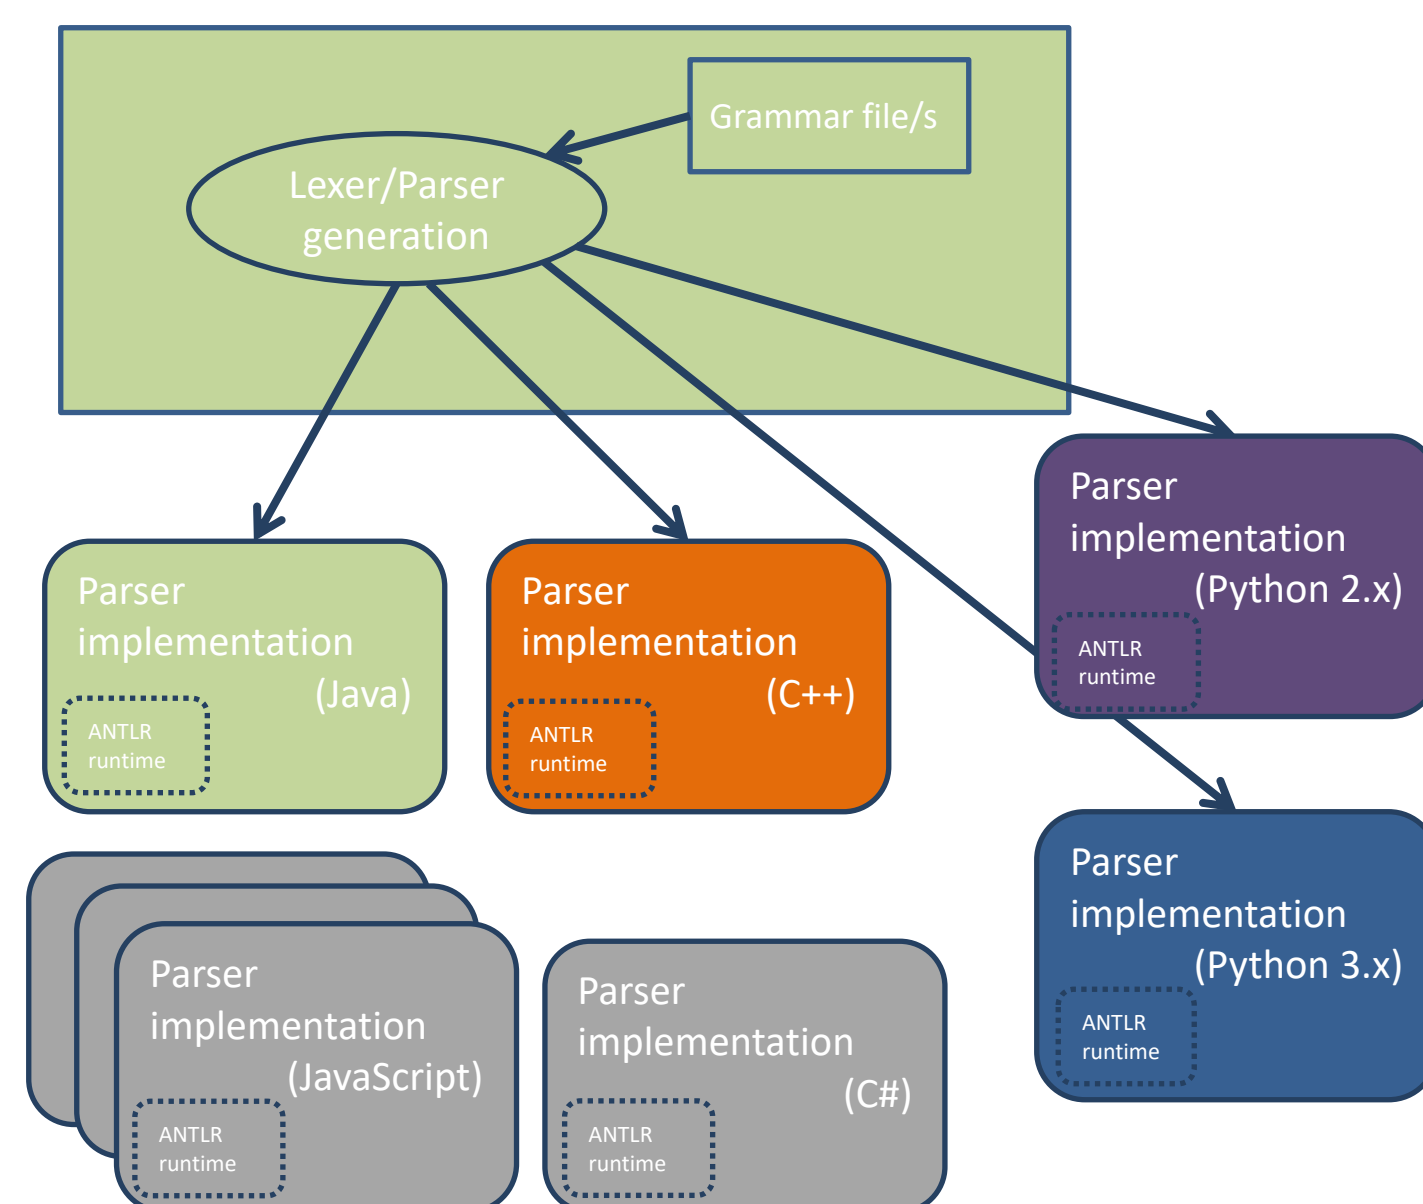 Grammar file/s
Lexer/Parser
generation
Parser
implementation
(Python 2.x)
ANTLR
runtime
Parser
implementation
(Java)
ANTLR
runtime
Parser
implementation
(C++)
ANTLR
runtime
Parser
implementation
(Python 3.x)
ANTLR
runtime
Parser
implementation
(JavaScript)
ANTLR
runtime
Parser
implementation
(C#)
ANTLR
runtime